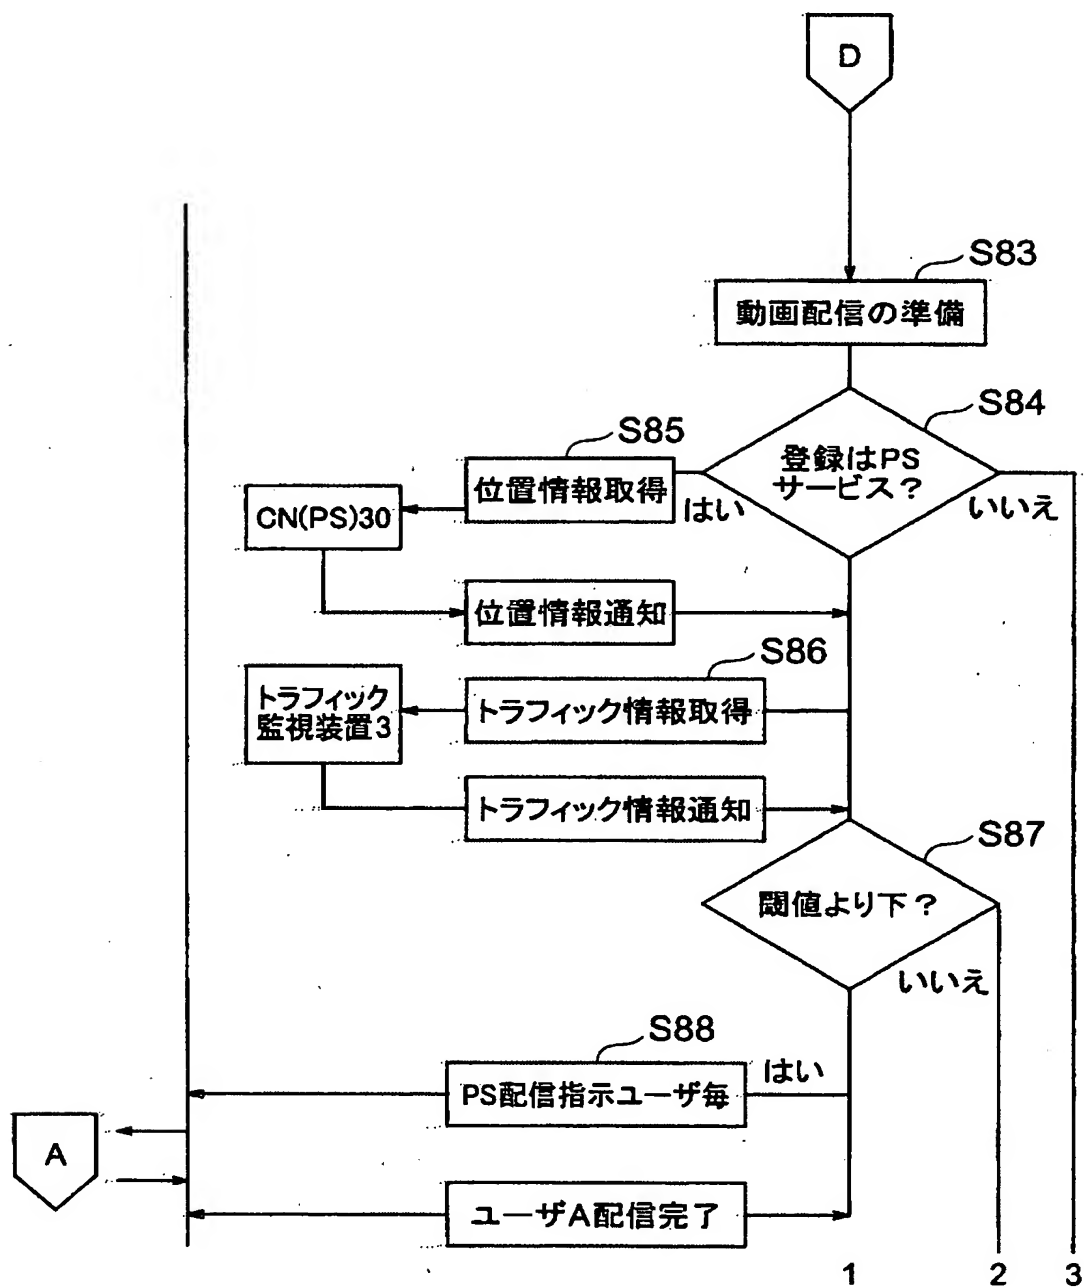 D
S83
動画配信の準備
S84
登録はPS
サービス？
S85
位置情報取得
はい
いいえ
CN(PS)30
位置情報通知
S86
トラフィック
監視装置3
トラフィック情報取得
トラフィック情報通知
S87
閾値より下？
いいえ
S88
はい
PS配信指示ユーザ毎
A
ユーザA配信完了
1
2
3